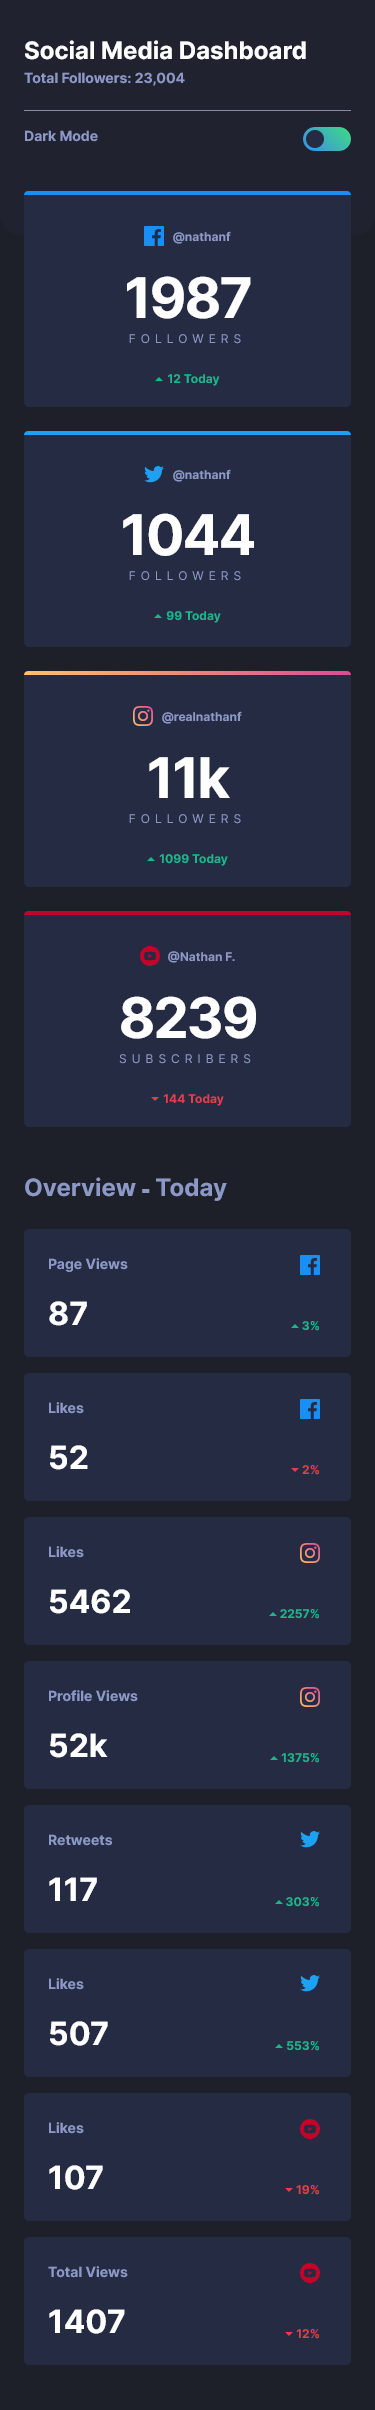 Social Media Dashboard
Total Followers: 23,004
Dark Mode
@nathanf
1987
FOLLOWERS
12 Today
@nathanf
1044
FOLLOWERS
99 Today
@realnathanf
11k
FOLLOWERS
1099 Today
@Nathan F.
8239
SUBSCRIBERS
144 Today
Overview - Today
Page Views
87
3%
Likes
52
2%
Likes
5462
2257%
Profile Views
52k
1375%
Retweets
117
303%
Likes
507
553%
Likes
107
19%
Total Views
1407
12%